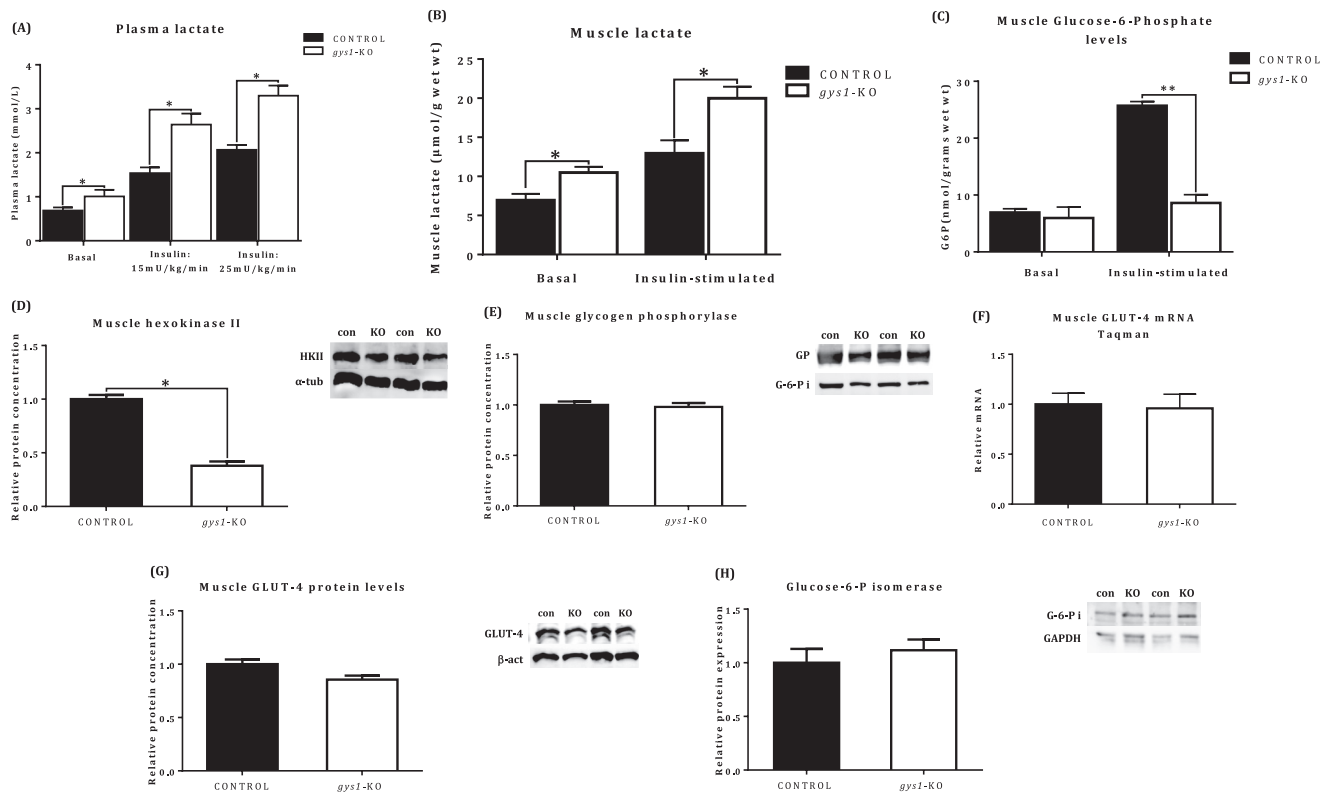 (A)
Plasma lactate
CONTROL
gys1-KO
Plasma lactate (mmol/L)
4
3
2
1
0
*
*
*
Basal
Insulin:
15mU/kg/min
Insulin:
25mU/kg/min
(B)
Muscle lactate
CONTROL
gys1-KO
Muscle lactate (μmol/g wet wt)
25
20
15
10
5
0
*
*
Basal
Insulin-stimulated
(C)
Muscle Glucose-6-Phosphate
levels
CONTROL
gys1-KO
G6P(nmol/grams wet wt)
30
20
10
0
**
Basal
Insulin-stimulated
(D)
Muscle hexokinase II
Relative protein concentration
1.5
1.0
0.5
0.0
*
CONTROL
gys1-KO
con KO con KO
HKII
α-tub
(E)
Muscle glycogen phosphorylase
Relative protein concentration
1.5
1.0
0.5
0.0
CONTROL
gys1-KO
con KO con KO
GP
G-6-P i
(F)
Muscle GLUT-4 mRNA
Taqman
Relative mRNA
1.5
1.0
0.5
0.0
CONTROL
gys1-KO
(G)
Muscle GLUT-4 protein levels
Relative protein concentration
1.5
1.0
0.5
0.0
CONTROL
gys1-KO
con KO con KO
GLUT-4
β-act
(H)
Glucose-6-P isomerase
Relative protein expression
1.5
1.0
0.5
0.0
CONTROL
gys1-KO
con KO con KO
G-6-P i
GAPDH